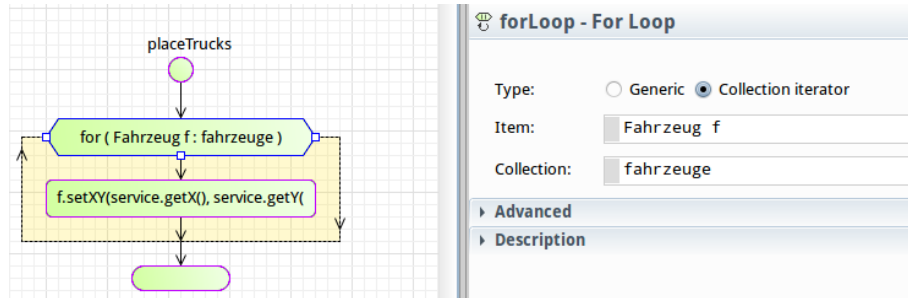 placeTrucks
for ( Fahrzeug f : fahrzeuge )
f.setXY(service.getX(), service.getY(
forLoop - For Loop
Type: Generic Collection iterator
Item: Fahrzeug f
Collection: fahrzeuge
Advanced
Description